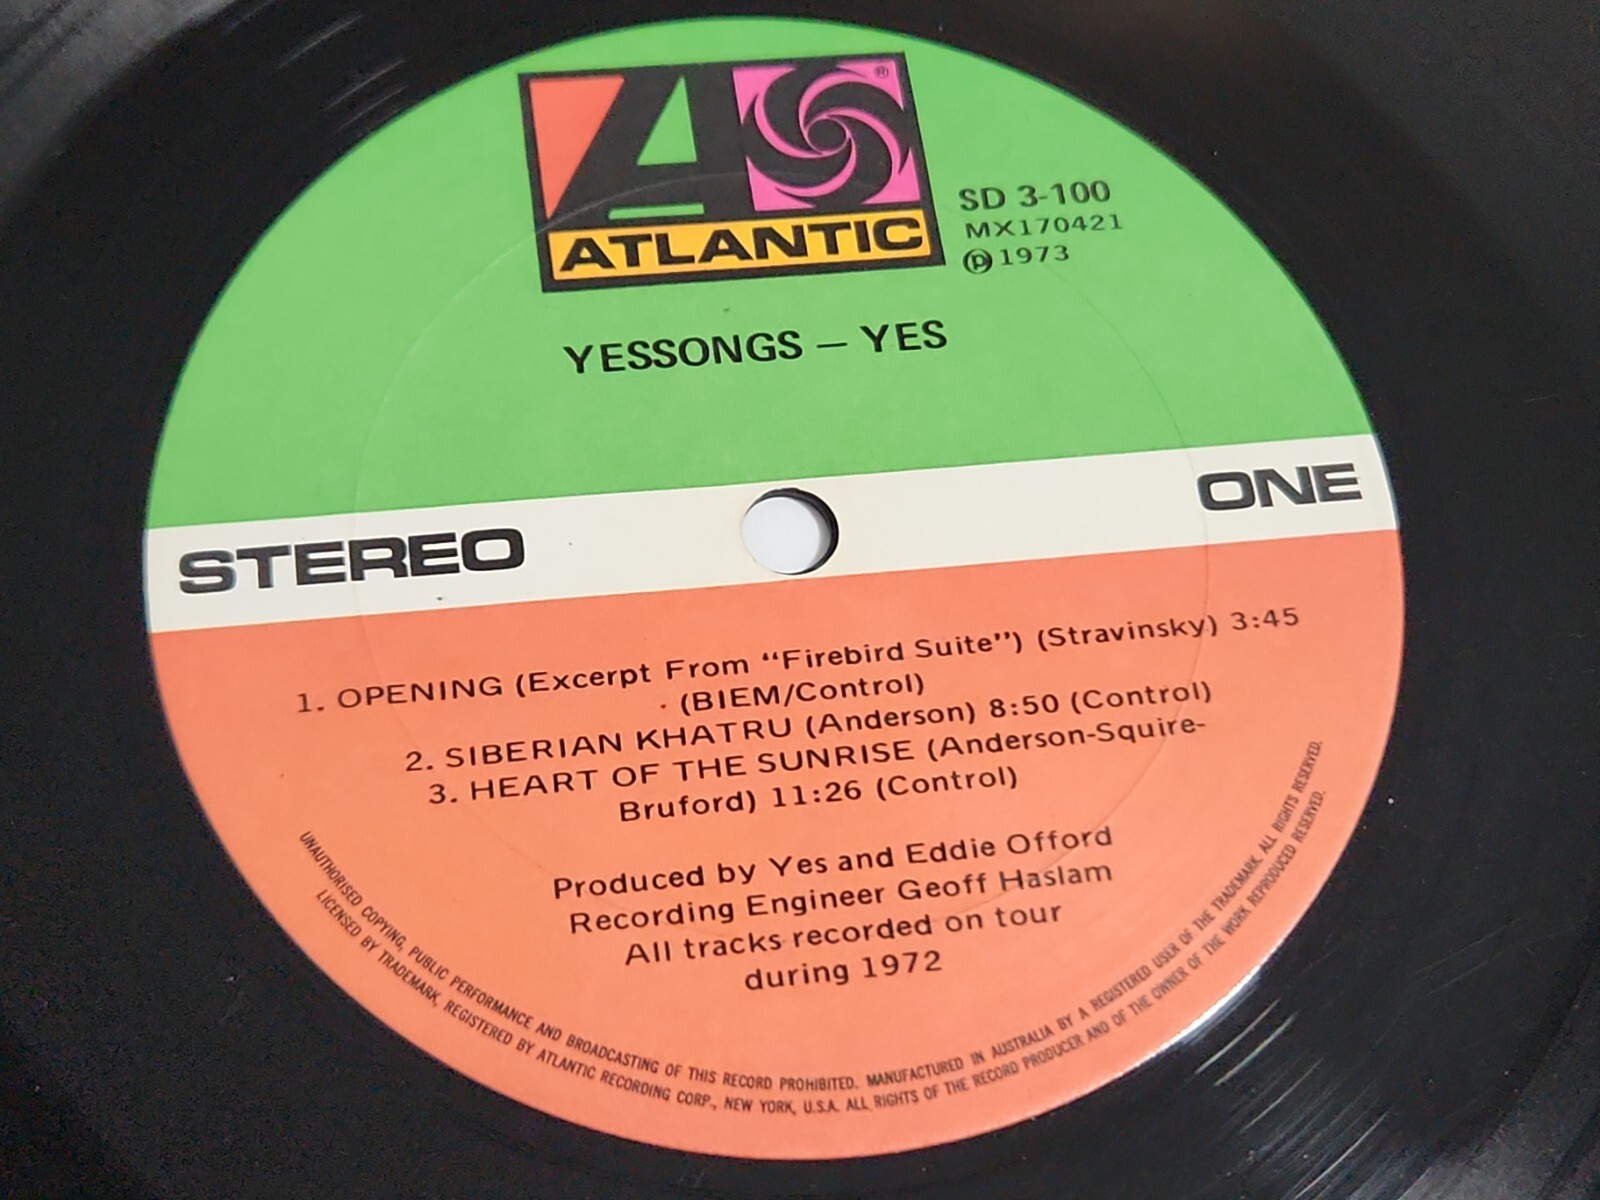 A ®
ATLANTIC
SD 3-100
MX170421
Ⓟ 1973
YESSONGS — YES
STEREO
ONE
1. OPENING (Excerpt From “Firebird Suite”) (Stravinsky) 3:45
(BIEM/Control)
2. SIBERIAN KHATRU (Anderson) 8:50 (Control)
3. HEART OF THE SUNRISE (Anderson-Squire-
Bruford) 11:26 (Control)
Produced by Yes and Eddie Offord
Recording Engineer Geoff Haslam
All tracks recorded on tour
during 1972
UNAUTHORISED COPYING, PUBLIC PERFORMANCE AND BROADCASTING OF THIS RECORD PROHIBITED. MANUFACTURED IN AUSTRALIA BY A REGISTERED USER OF THE TRADEMARK. ALL RIGHTS RESERVED.
LICENSED BY TRADEMARK, REGISTERED BY ATLANTIC RECORDING CORP., NEW YORK, U.S.A. ALL RIGHTS OF THE RECORD PRODUCER AND OF THE OWNER OF THE WORK REPRODUCED RESERVED.